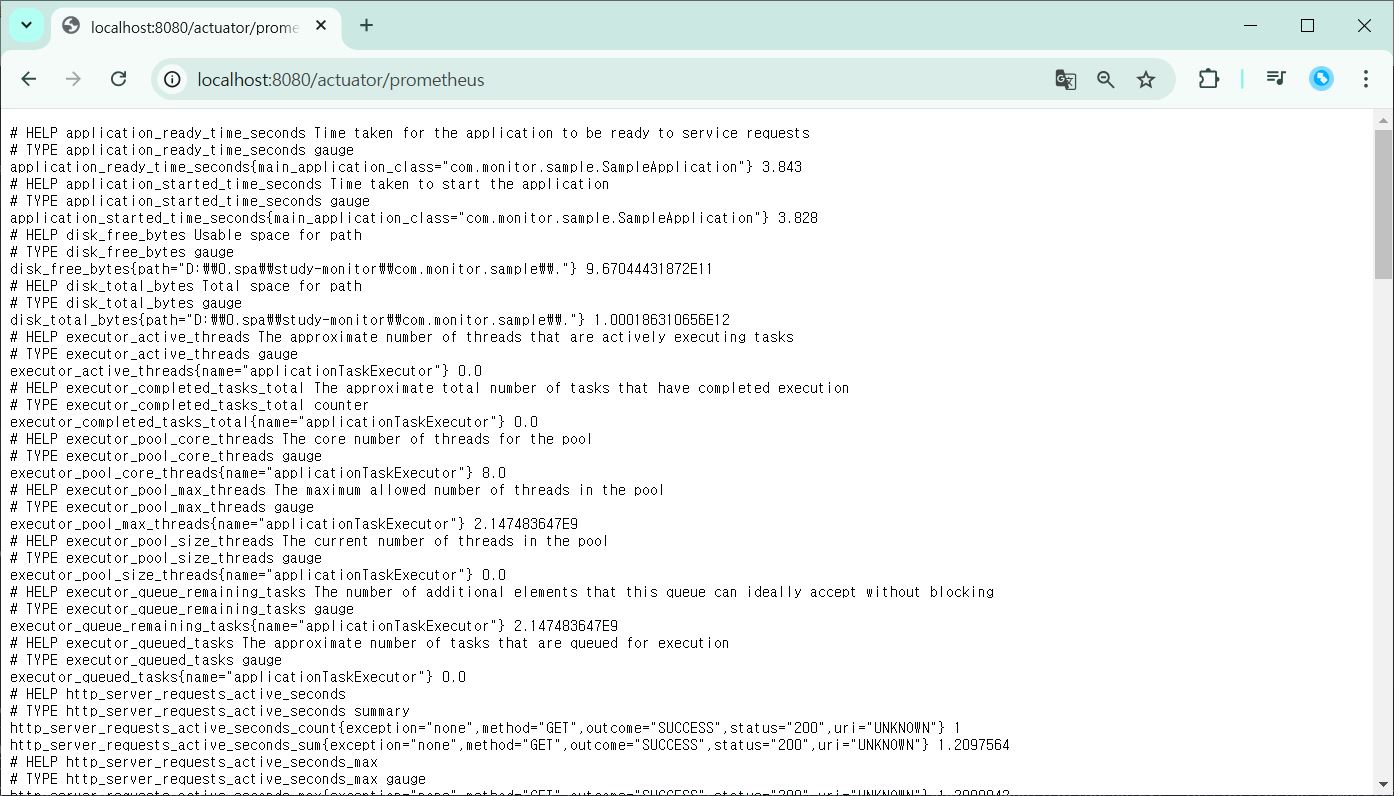 localhost:8080/actuator/prome
localhost:8080/actuator/prometheus
# HELP application_ready_time_seconds Time taken for the application to be ready to service requests
# TYPE application_ready_time_seconds gauge
application_ready_time_seconds{main_application_class="com.monitor.sample.SampleApplication"} 3.843
# HELP application_started_time_seconds Time taken to start the application
# TYPE application_started_time_seconds gauge
application_started_time_seconds{main_application_class="com.monitor.sample.SampleApplication"} 3.828
# HELP disk_free_bytes Usable space for path
# TYPE disk_free_bytes gauge
disk_free_bytes{path="D:₩₩0.spa₩₩study-monitor₩₩com.monitor.sample₩₩."} 9.67044431872E11
# HELP disk_total_bytes Total space for path
# TYPE disk_total_bytes gauge
disk_total_bytes{path="D:₩₩0.spa₩₩study-monitor₩₩com.monitor.sample₩₩."} 1.000186310656E12
# HELP executor_active_threads The approximate number of threads that are actively executing tasks
# TYPE executor_active_threads gauge
executor_active_threads{name="applicationTaskExecutor"} 0.0
# HELP executor_completed_tasks_total The approximate total number of tasks that have completed execution
# TYPE executor_completed_tasks_total counter
executor_completed_tasks_total{name="applicationTaskExecutor"} 0.0
# HELP executor_pool_core_threads The core number of threads for the pool
# TYPE executor_pool_core_threads gauge
executor_pool_core_threads{name="applicationTaskExecutor"} 8.0
# HELP executor_pool_max_threads The maximum allowed number of threads in the pool
# TYPE executor_pool_max_threads gauge
executor_pool_max_threads{name="applicationTaskExecutor"} 2.147483647E9
# HELP executor_pool_size_threads The current number of threads in the pool
# TYPE executor_pool_size_threads gauge
executor_pool_size_threads{name="applicationTaskExecutor"} 0.0
# HELP executor_queue_remaining_tasks The number of additional elements that this queue can ideally accept without blocking
# TYPE executor_queue_remaining_tasks gauge
executor_queue_remaining_tasks{name="applicationTaskExecutor"} 2.147483647E9
# HELP executor_queued_tasks The approximate number of tasks that are queued for execution
# TYPE executor_queued_tasks gauge
executor_queued_tasks{name="applicationTaskExecutor"} 0.0
# HELP http_server_requests_active_seconds
# TYPE http_server_requests_active_seconds summary
http_server_requests_active_seconds_count{exception="none",method="GET",outcome="SUCCESS",status="200",uri="UNKNOWN"} 1
http_server_requests_active_seconds_sum{exception="none",method="GET",outcome="SUCCESS",status="200",uri="UNKNOWN"} 1.2097564
# HELP http_server_requests_active_seconds_max
# TYPE http_server_requests_active_seconds_max gauge
http_server_requests_active_seconds_max{exception="none",method="GET",outcome="SUCCESS",status="200",uri="UNKNOWN"}